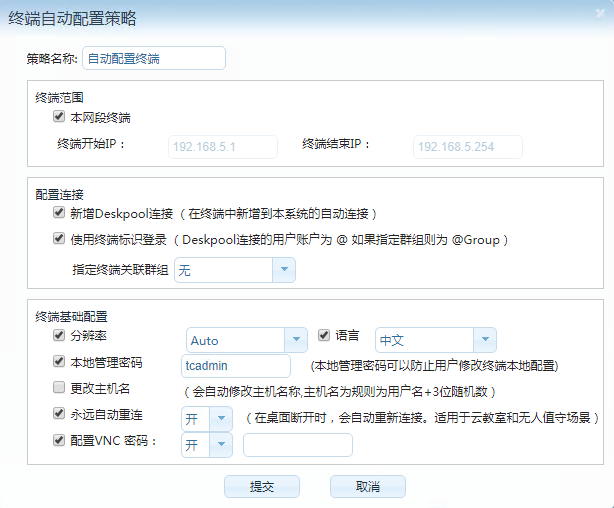 终端自动配置策略
策略名称: 自动配置终端
终端范围
本网段终端
终端开始IP： 192.168.5.1 终端结束IP： 192.168.5.254
配置连接
新增Deskpool连接（在终端中新增到本系统的自动连接）
使用终端标识登录（Deskpool连接的用户账户为 @ 如果指定群组则为 @Group）
指定终端关联群组 无
终端基础配置
分辨率 Auto 语言 中文
本地管理密码 tcadmin (本地管理密码可以防止用户修改终端本地配置)
更改主机名 （会自动修改主机名称,主机名为规则为用户名+3位随机数）
永远自动重连 开 （在桌面断开时，会自动重新连接。适用于云教室和无人值守场景）
配置VNC 密码： 开
提交 取消